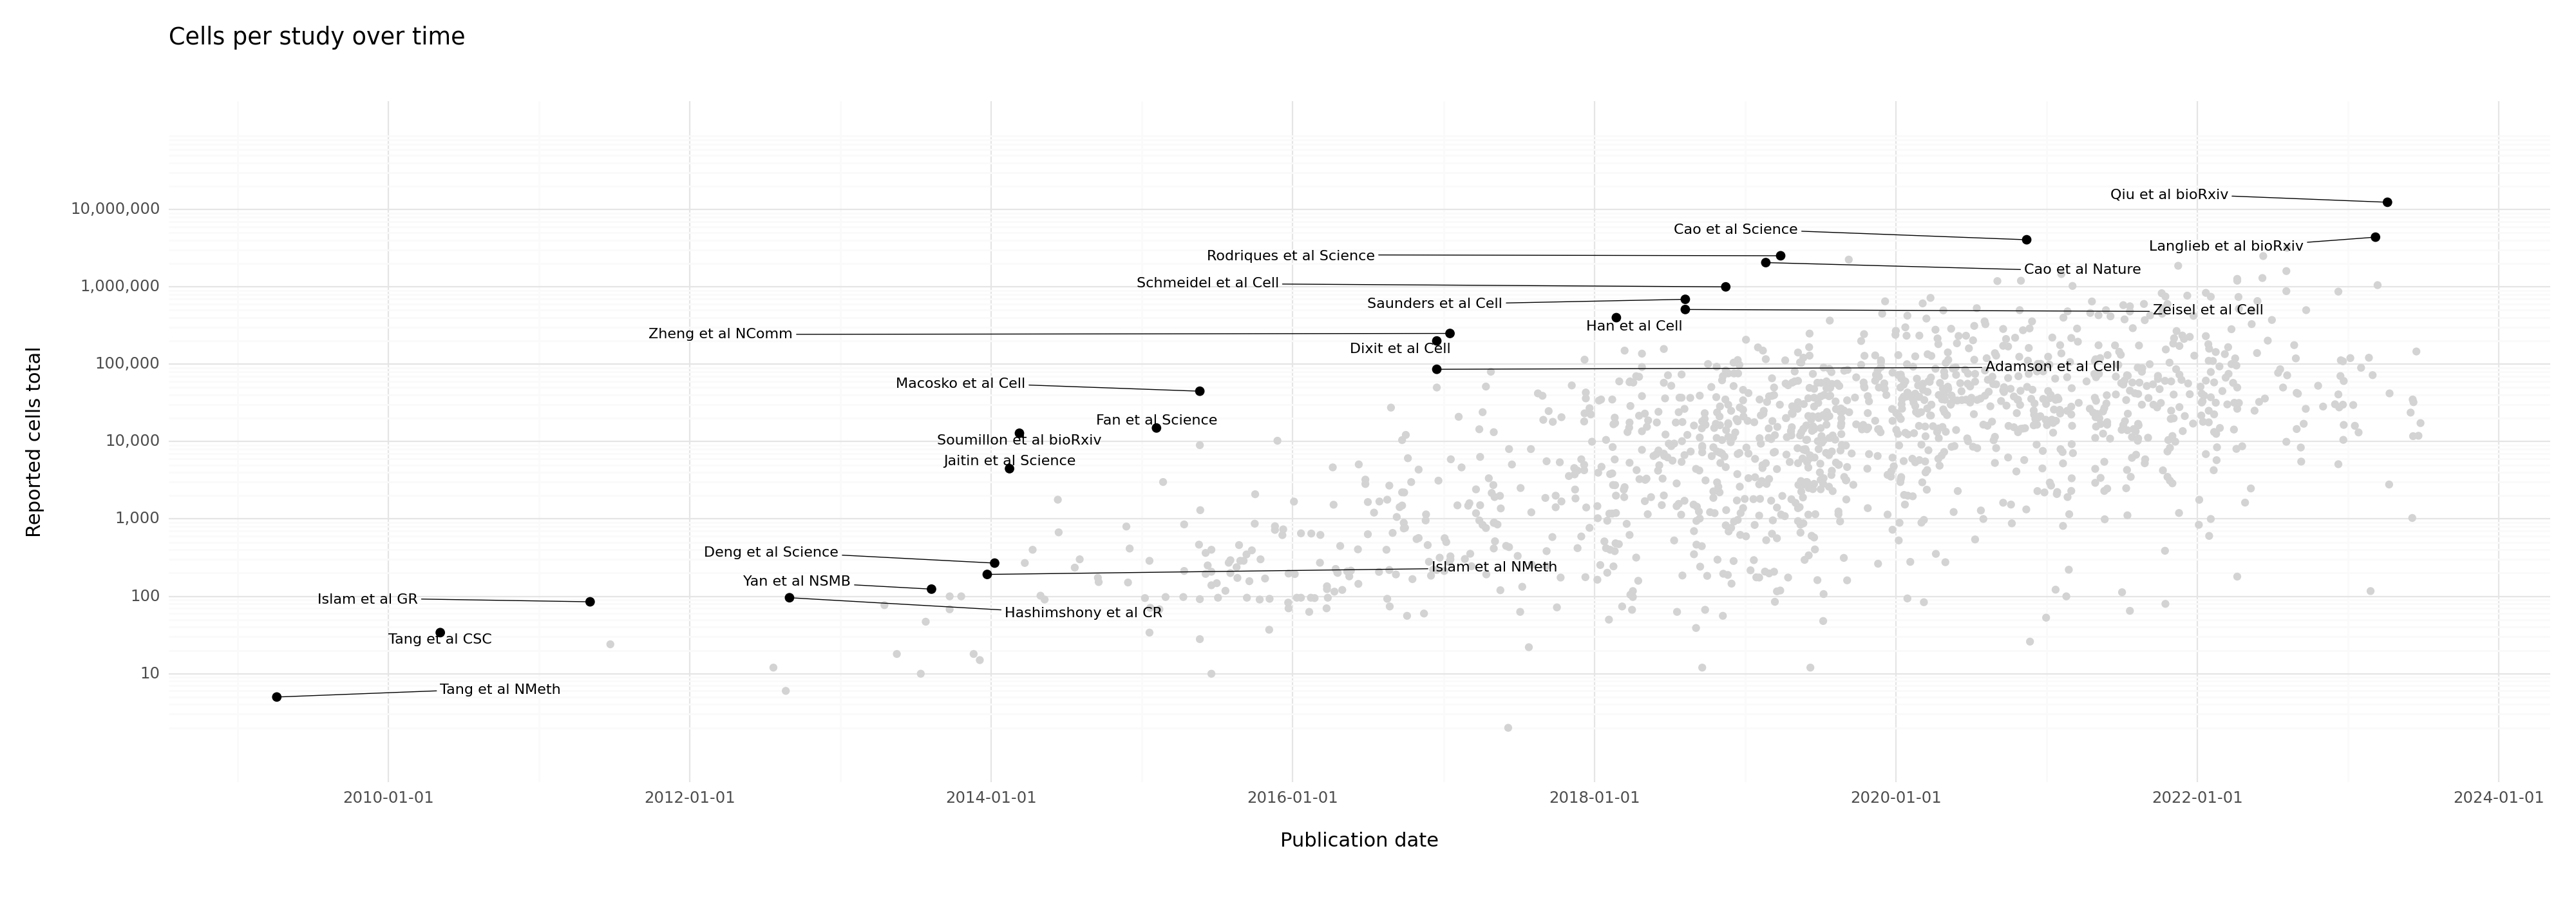 Cells per study over time
Reported cells total
10,000,000
1,000,000
100,000
10,000
1,000
100
10
Qiu et al bioRxiv
Cao et al Science
Langlieb et al bioRxiv
Rodriques et al Science
Cao et al Nature
Schmeidel et al Cell
Saunders et al Cell
Zeisel et al Cell
Han et al Cell
Zheng et al NComm
Dixit et al Cell
Adamson et al Cell
Macosko et al Cell
Fan et al Science
Soumillon et al bioRxiv
Jaitin et al Science
Deng et al Science
Islam et al NMeth
Yan et al NSMB
Islam et al GR
Hashimshony et al CR
Tang et al CSC
Tang et al NMeth
2010-01-01
2012-01-01
2014-01-01
2016-01-01
2018-01-01
2020-01-01
2022-01-01
2024-01-01
Publication date